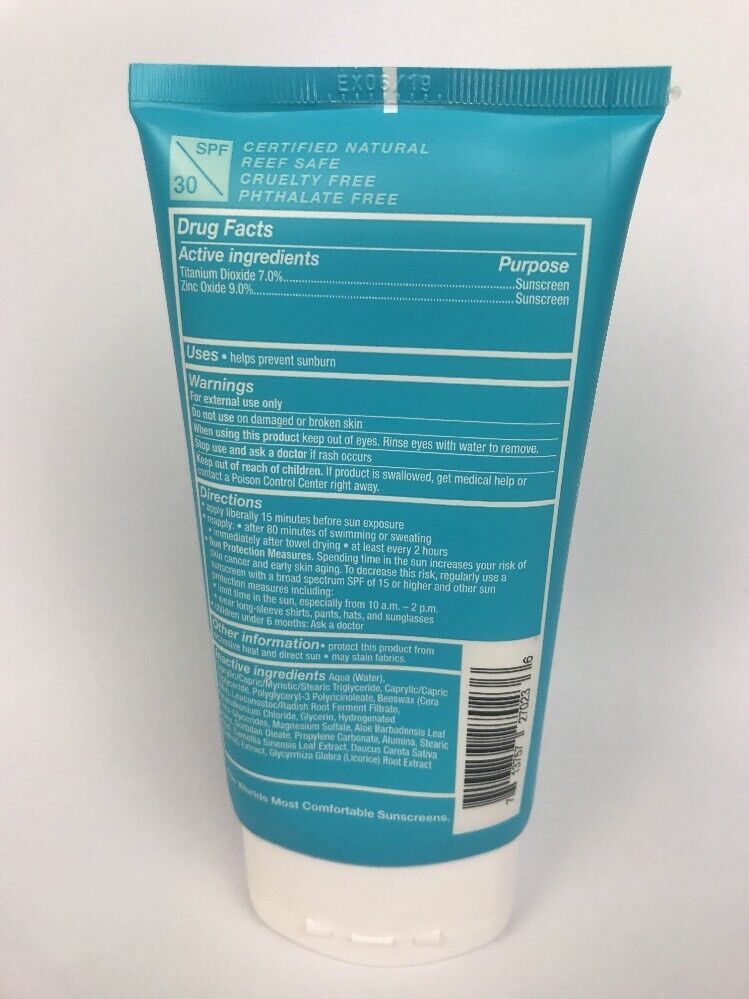 EX06/19
SPF
30
CERTIFIED NATURAL
REEF SAFE
CRUELTY FREE
PHTHALATE FREE
Drug Facts
Active ingredients Purpose
Titanium Dioxide 7.0%........Sunscreen
Zinc Oxide 9.0%........Sunscreen
Uses • helps prevent sunburn
Warnings
For external use only
Do not use on damaged or broken skin
When using this product keep out of eyes. Rinse eyes with water to remove.
Stop use and ask a doctor if rash occurs
Keep out of reach of children. If product is swallowed, get medical help or
contact a Poison Control Center right away.
Directions
• apply liberally 15 minutes before sun exposure
• reapply: • after 80 minutes of swimming or sweating
• immediately after towel drying • at least every 2 hours
• Sun Protection Measures. Spending time in the sun increases your risk of
skin cancer and early skin aging. To decrease this risk, regularly use a
sunscreen with a broad spectrum SPF of 15 or higher and other sun
protection measures including:
• limit time in the sun, especially from 10 a.m. – 2 p.m.
• wear long-sleeve shirts, pants, hats, and sunglasses
• children under 6 months: Ask a doctor
Other information • protect this product from
excessive heat and direct sun • may stain fabrics.
Inactive ingredients Aqua (Water),
Triglyceride, Caprylic/Capric
Polyglyceryl-3 Polyricinoleate, Beeswax (Cera
Leuconostoc/Radish Root Ferment Filtrate,
Chloride, Glycerin, Hydrogenated
Glycerides, Magnesium Sulfate, Aloe Barbadensis Leaf
Sorbitan Oleate, Propylene Carbonate, Alumina, Stearic
Camellia Sinensis Leaf Extract, Daucus Carota Sativa
Extract, Glycyrrhiza Glabra (Licorice) Root Extract
7 13757 27023 6
Worlds Most Comfortable Sunscreens.